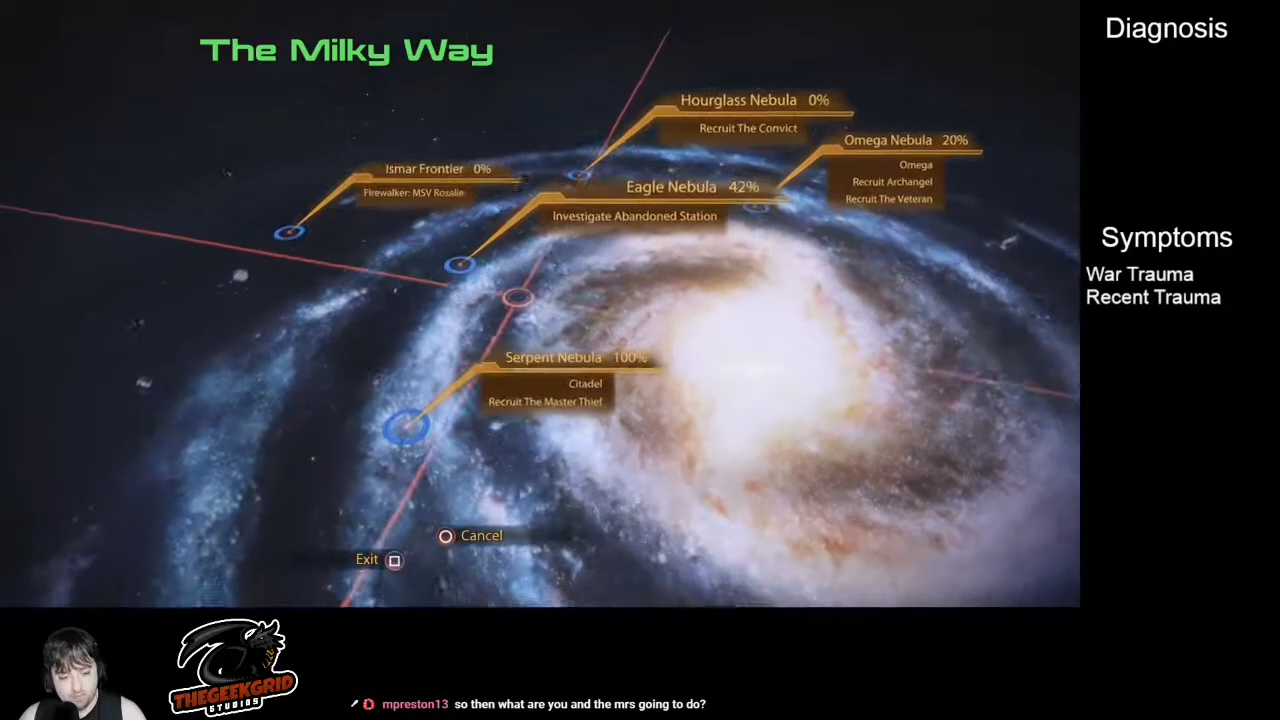 The Milky Way
Hourglass Nebula 0%
Recruit The Convict
Omega Nebula 20%
Omega
Recruit Archangel
Recruit The Veteran
Ismar Frontier 0%
Firewalker: MSV Rosalie
Eagle Nebula 42%
Investigate Abandoned Station
Serpent Nebula 100%
Citadel
Recruit The Master Thief
Cancel
Exit
Diagnosis
Symptoms
War Trauma
Recent Trauma
THEGEEKGRID
STUDIOS
mpreston13 so then what are you and the mrs going to do?